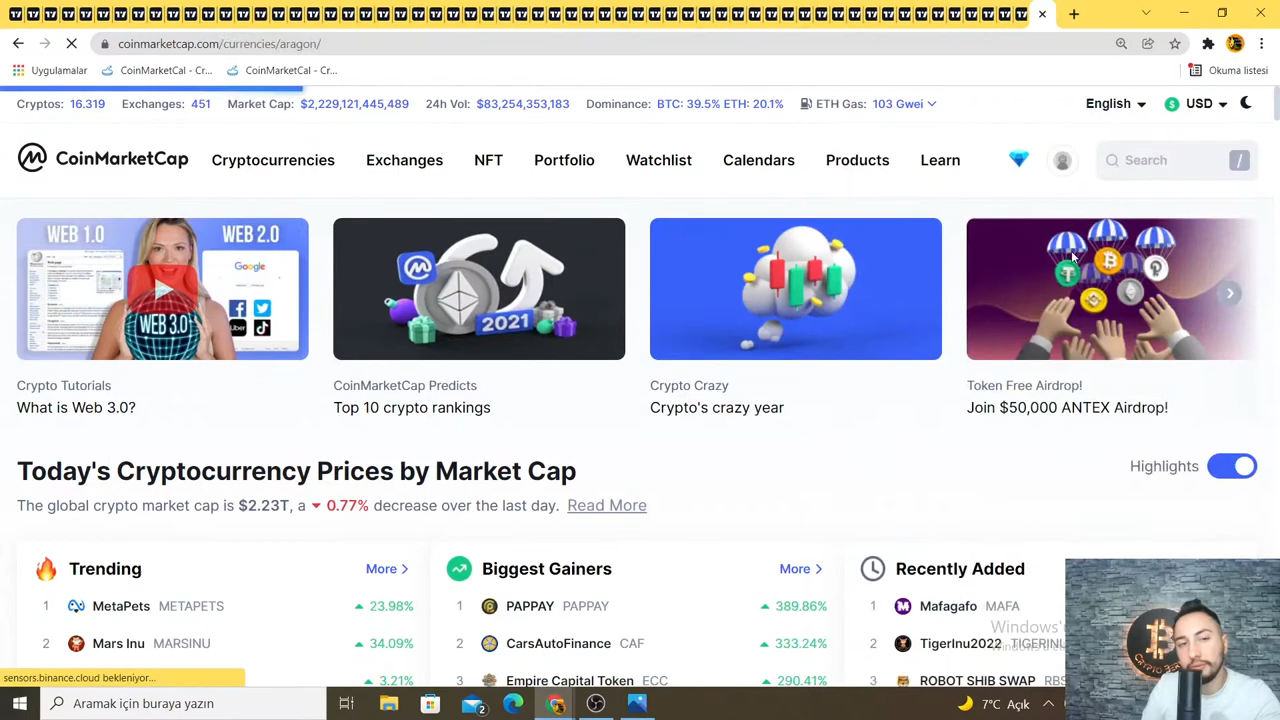 coinmarketcap.com/currencies/aragon/
Uygulamalar CoinMarketCal - Cr... CoinMarketCal - Cr... Okuma listesi
Cryptos: 16.319 Exchanges: 451 Market Cap: $2,229,121,445,489 24h Vol: $83,254,353,183 Dominance: BTC: 39.5% ETH: 20.1% ETH Gas: 103 Gwei English USD
CoinMarketCap Cryptocurrencies Exchanges NFT Portfolio Watchlist Calendars Products Learn Search /
WEB 1.0 WEB 2.0
Google
WEB 3.0
2021
Crypto Tutorials CoinMarketCap Predicts Crypto Crazy Token Free Airdrop!
What is Web 3.0? Top 10 crypto rankings Crypto's crazy year Join $50,000 ANTEX Airdrop!
Today's Cryptocurrency Prices by Market Cap Highlights
The global crypto market cap is $2.23T, a 0.77% decrease over the last day. Read More
Trending More Biggest Gainers More Recently Added
1 MetaPets METAPETS 23.98% 1 PAPPAY PAPPAY 389.86% 1 Mafagafo MAFA
2 Mars Inu MARSINU 34.09% 2 CarsAutoFinance CAF 333.24% 2 TigerInu2022 TIGERINU
3.21% 3 Empire Capital Token ECC 290.41% 3 ROBOT SHIB SWAP RBS
sensors.binance.cloud bekleniyor...
Aramak için buraya yazın 2 7°C Açık